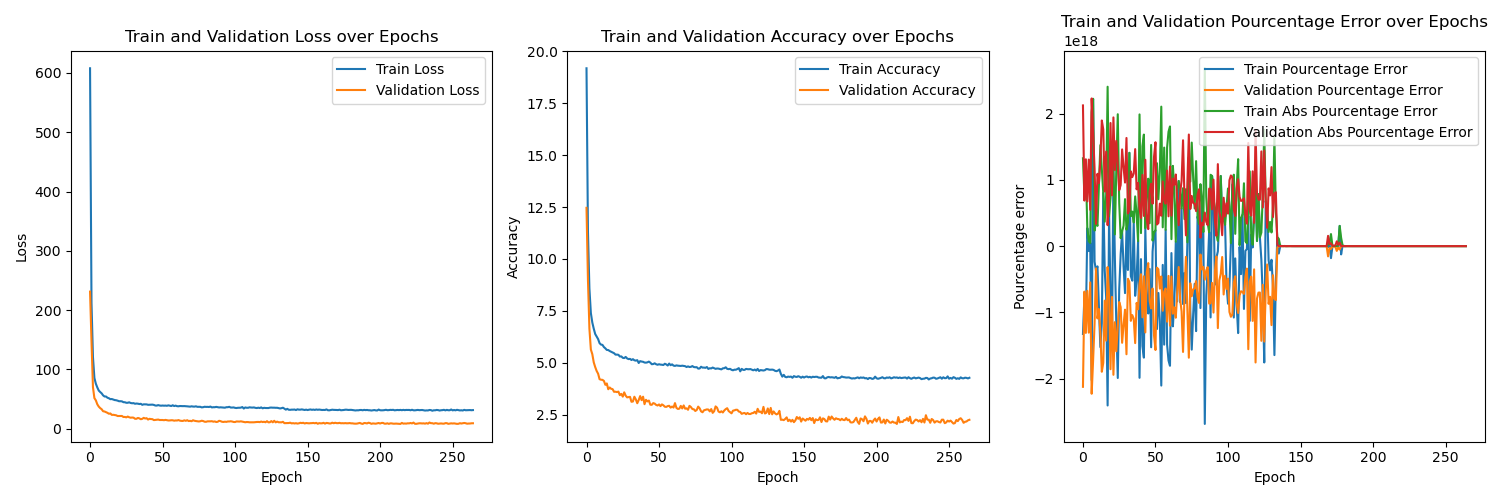 Train and Validation Loss over Epochs
Loss
600
500
400
300
200
100
0
Train Loss
Validation Loss
0
50
100
150
200
250
Epoch
Train and Validation Accuracy over Epochs
Accuracy
20.0
17.5
15.0
12.5
10.0
7.5
5.0
2.5
Train Accuracy
Validation Accuracy
0
50
100
150
200
250
Epoch
Train and Validation Pourcentage Error over Epochs
1e18
Pourcentage error
2
1
0
−1
−2
Train Pourcentage Error
Validation Pourcentage Error
Train Abs Pourcentage Error
Validation Abs Pourcentage Error
0
50
100
150
200
250
Epoch